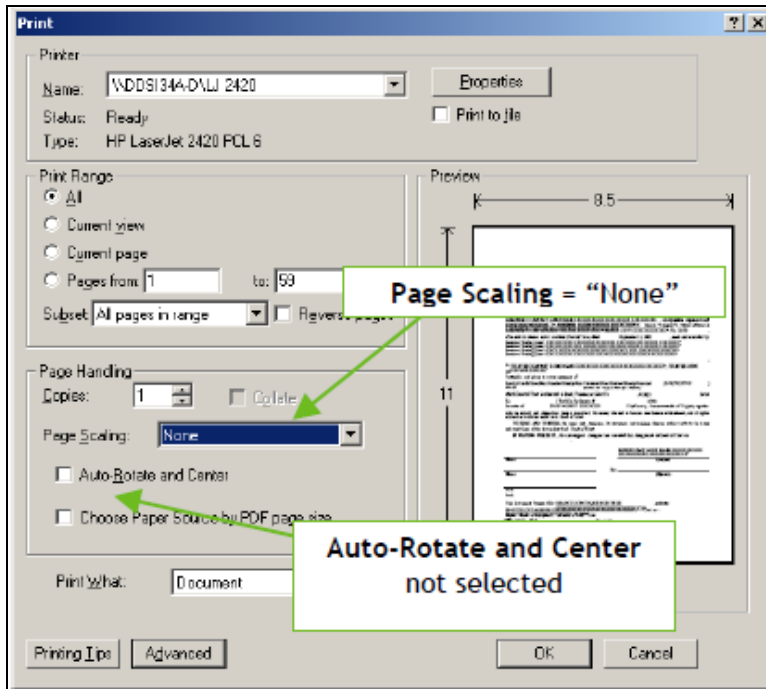 Print
Printer
Name: \\DDSI34A-D\LJ 2420
Properties
Status: Ready
Print to file
Type: HP LaserJet 2420 PCL 6
Print Range
Preview
All
8.5
Current view
Current page
Pages from: 1 to: 59
Page Scaling = "None"
Subset: All pages in range
Reverse pages
Page Handling
Copies: 1
Collate
11
Page Scaling: None
Auto-Rotate and Center
Choose Paper Source by PDF page size
Auto-Rotate and Center
not selected
Print What: Document
Printing Tips
Advanced
OK
Cancel